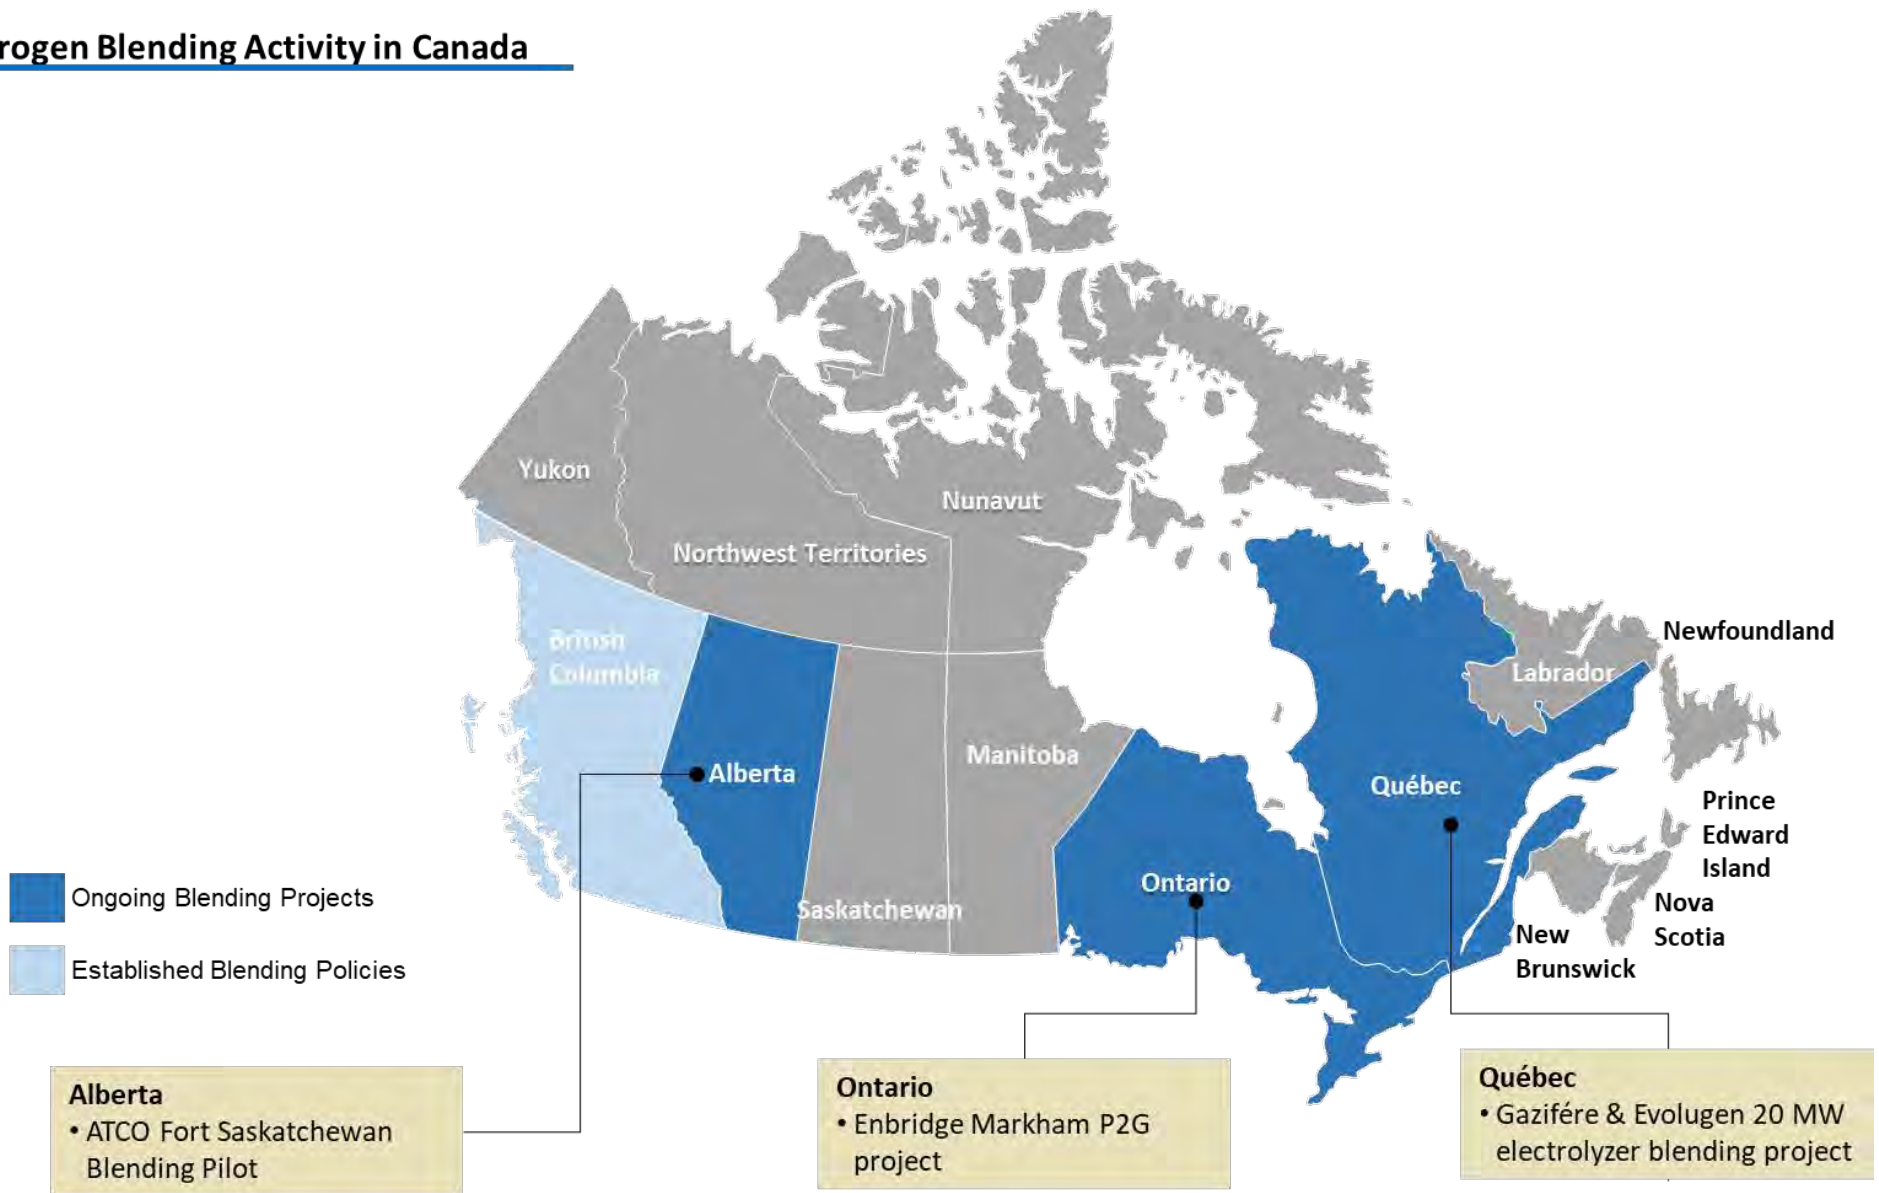 rogen Blending Activity in Canada
Yukon
Nunavut
Northwest Territories
British
Columbia
Newfoundland
Labrador
Alberta
Manitoba
Québec
Prince
Edward
Island
Ontario
Saskatchewan
Nova
Scotia
New
Brunswick
Ongoing Blending Projects
Established Blending Policies
Alberta
• ATCO Fort Saskatchewan
Blending Pilot
Ontario
• Enbridge Markham P2G
project
Québec
• Gazifére & Evolugen 20 MW
electrolyzer blending project